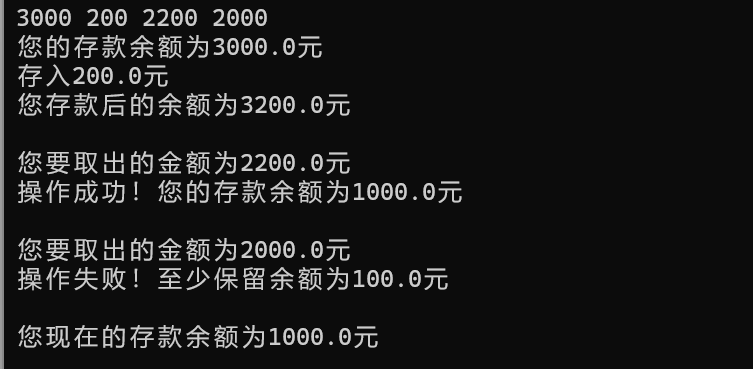 3000 200 2200 2000
您的存款余额为3000.0元
存入200.0元
您存款后的余额为3200.0元
您要取出的金额为2200.0元
操作成功！您的存款余额为1000.0元
您要取出的金额为2000.0元
操作失败！至少保留余额为100.0元
您现在的存款余额为1000.0元